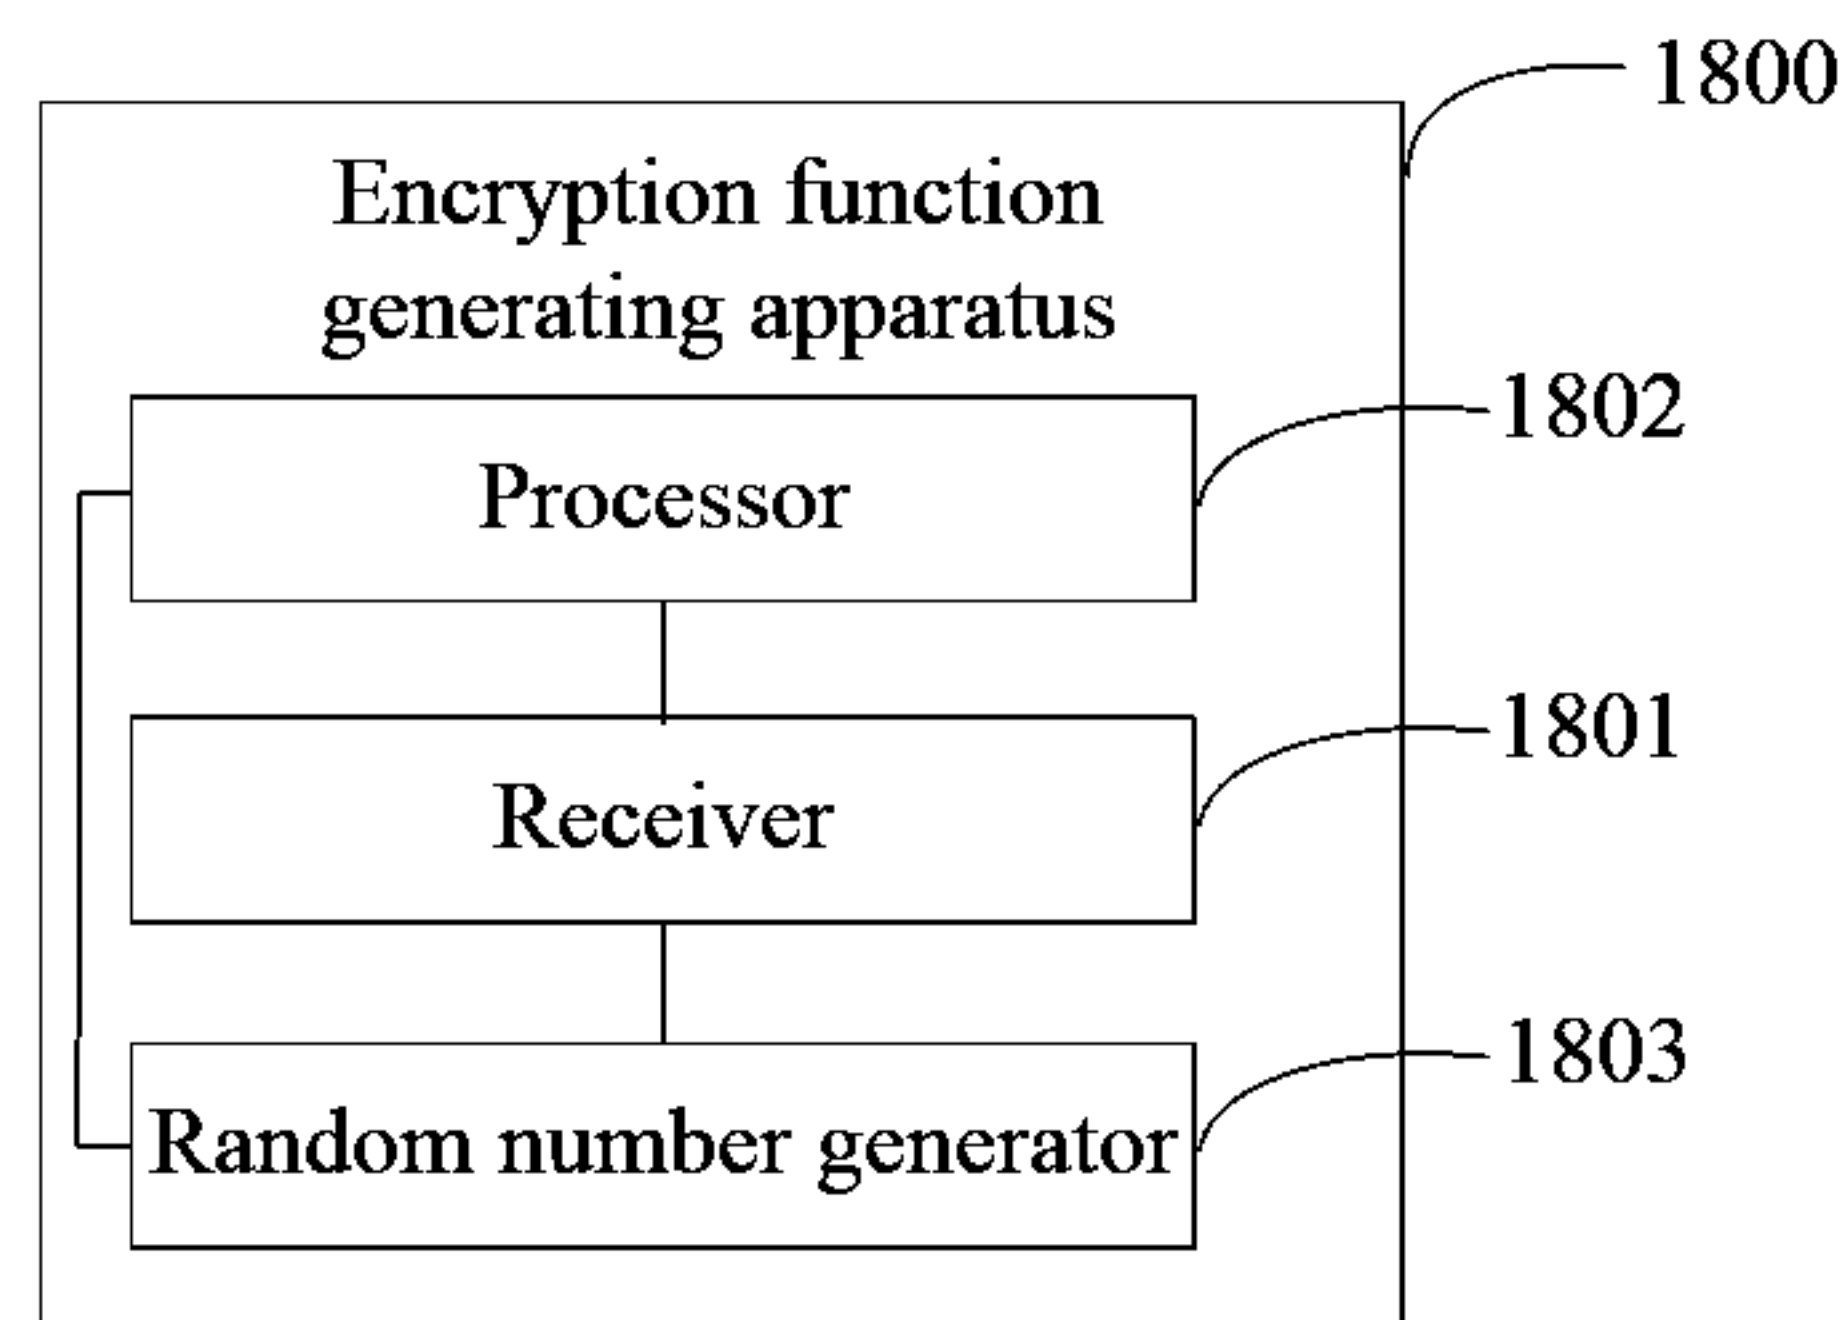 1800
Encryption function
generating apparatus
1802
Processor
1801
Receiver
1803
Random number generator